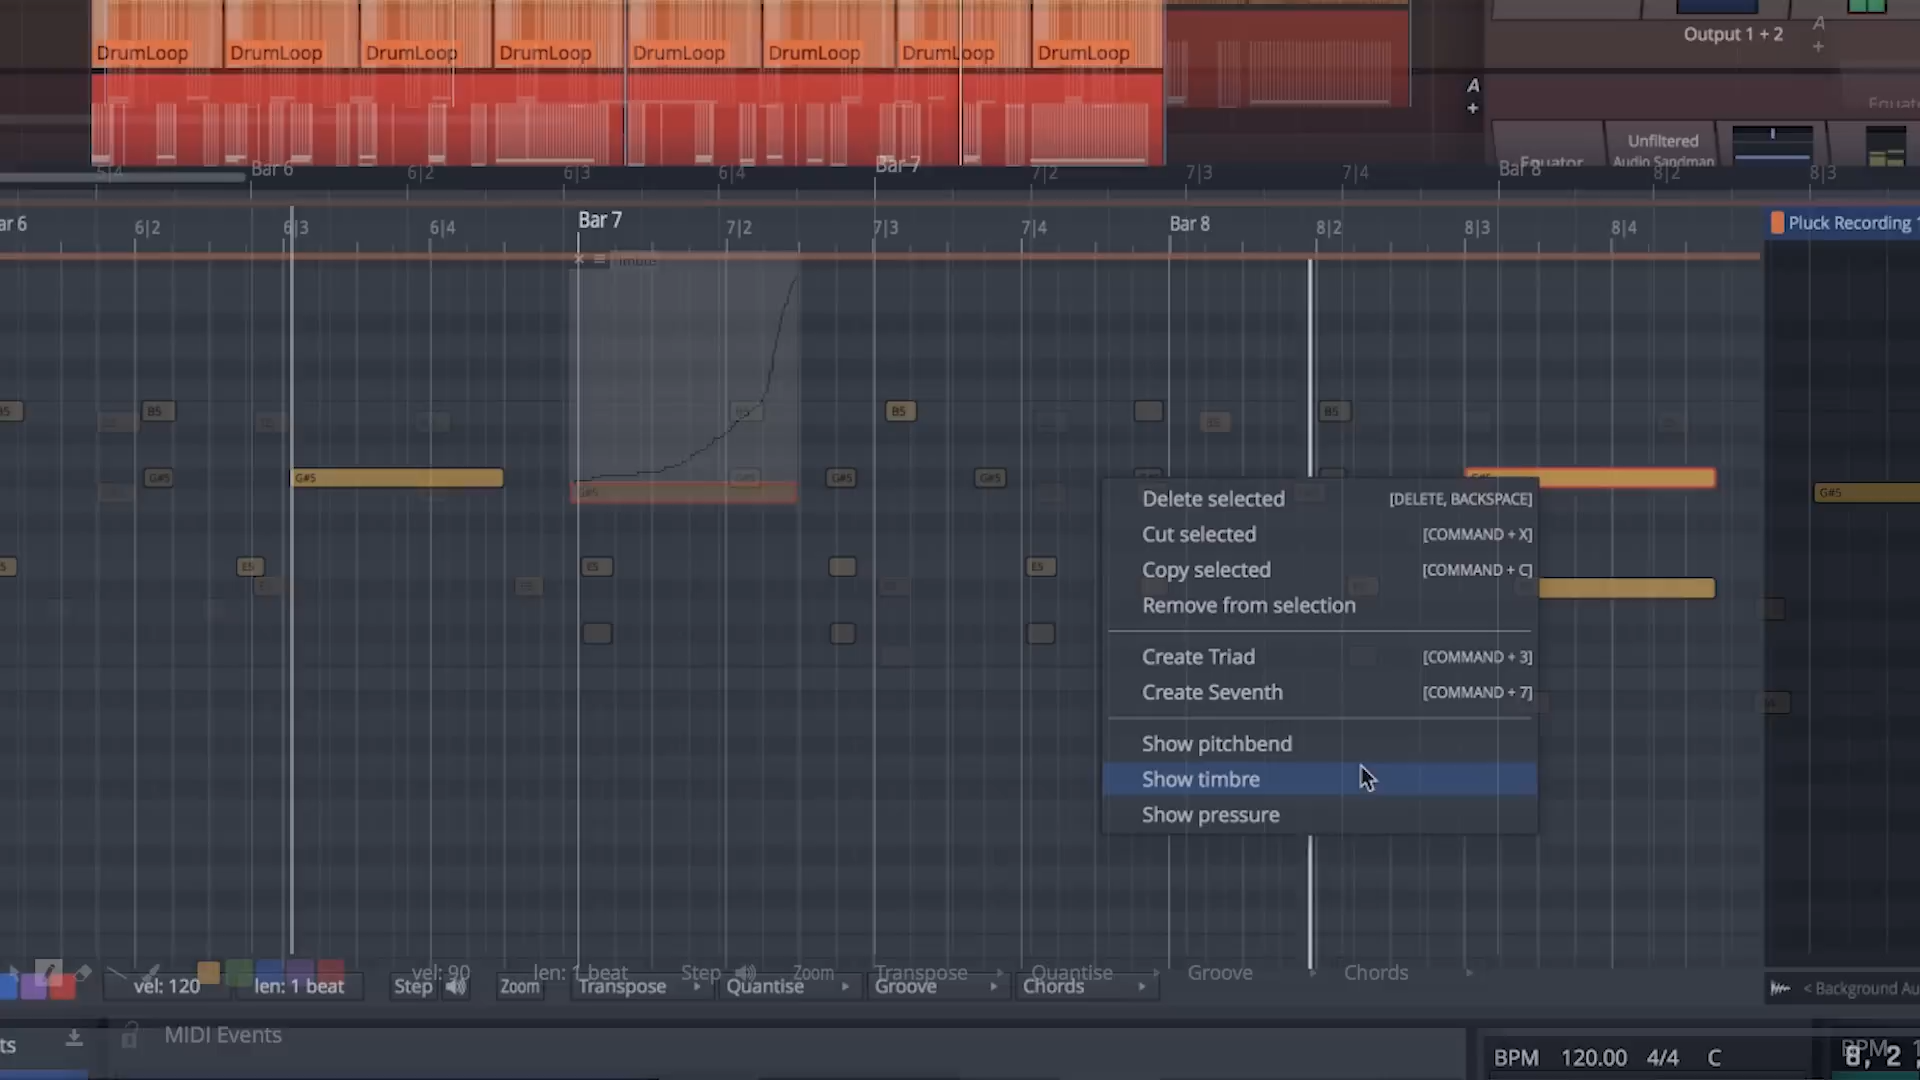 DrumLoop DrumLoop DrumLoop DrumLoop DrumLoop DrumLoop DrumLoop DrumLoop
Output 1 + 2
A
+
A
+
Unfiltered
Audio Sandman
Equator
5|4 Bar 6 6|2 6|3 6|4 Bar 7 7|2 7|3 7|4 Bar 8 8|2 8|3
ar 6 6|2 6|3 6|4 Bar 7 7|2 7|3 7|4 Bar 8 8|2 8|3 8|4
Pluck Recording 1
B5 B5 B5 B5 B5
G#5 G#5 G#5 G#5 G#5 G#5
E5 E5 E5
Delete selected [DELETE, BACKSPACE]
Cut selected [COMMAND + X]
Copy selected [COMMAND + C]
Remove from selection
Create Triad [COMMAND + 3]
Create Seventh [COMMAND + 7]
Show pitchbend
Show timbre
Show pressure
vel: 90 len: 1 beat Step Zoom Transpose Quantise Groove Chords
vel: 120 len: 1 beat Step Zoom Transpose Quantise Groove Chords
< Background Au
ts
MIDI Events
BPM 120.00 4/4 C
BPM
8, 2